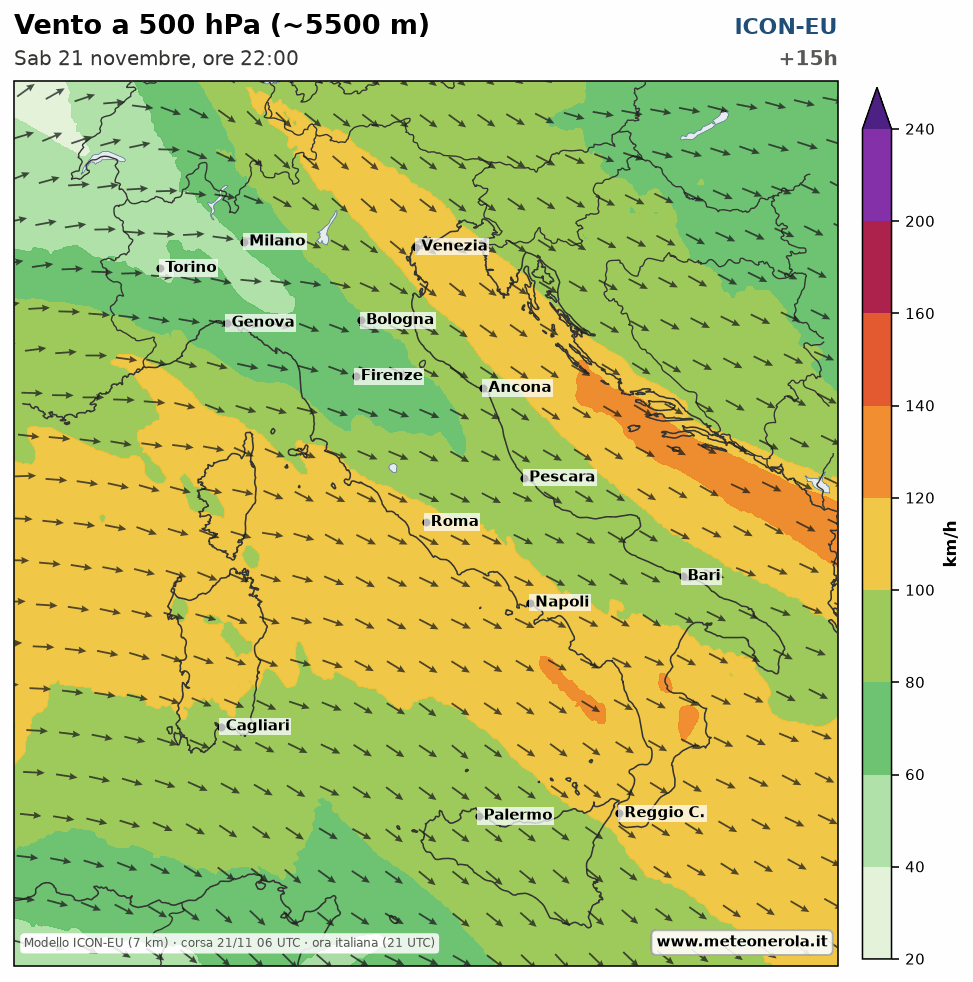 Vento a 500 hPa (~5500 m)
ICON-EU
Sab 21 novembre, ore 22:00
+15h
Milano
Venezia
Torino
Genova
Bologna
Firenze
Ancona
Pescara
Roma
Bari
Napoli
Cagliari
Palermo
Reggio C.
240
200
160
140
120
100
80
60
40
20
km/h
Modello ICON-EU (7 km) · corsa 21/11 06 UTC · ora italiana (21 UTC)
www.meteonerola.it